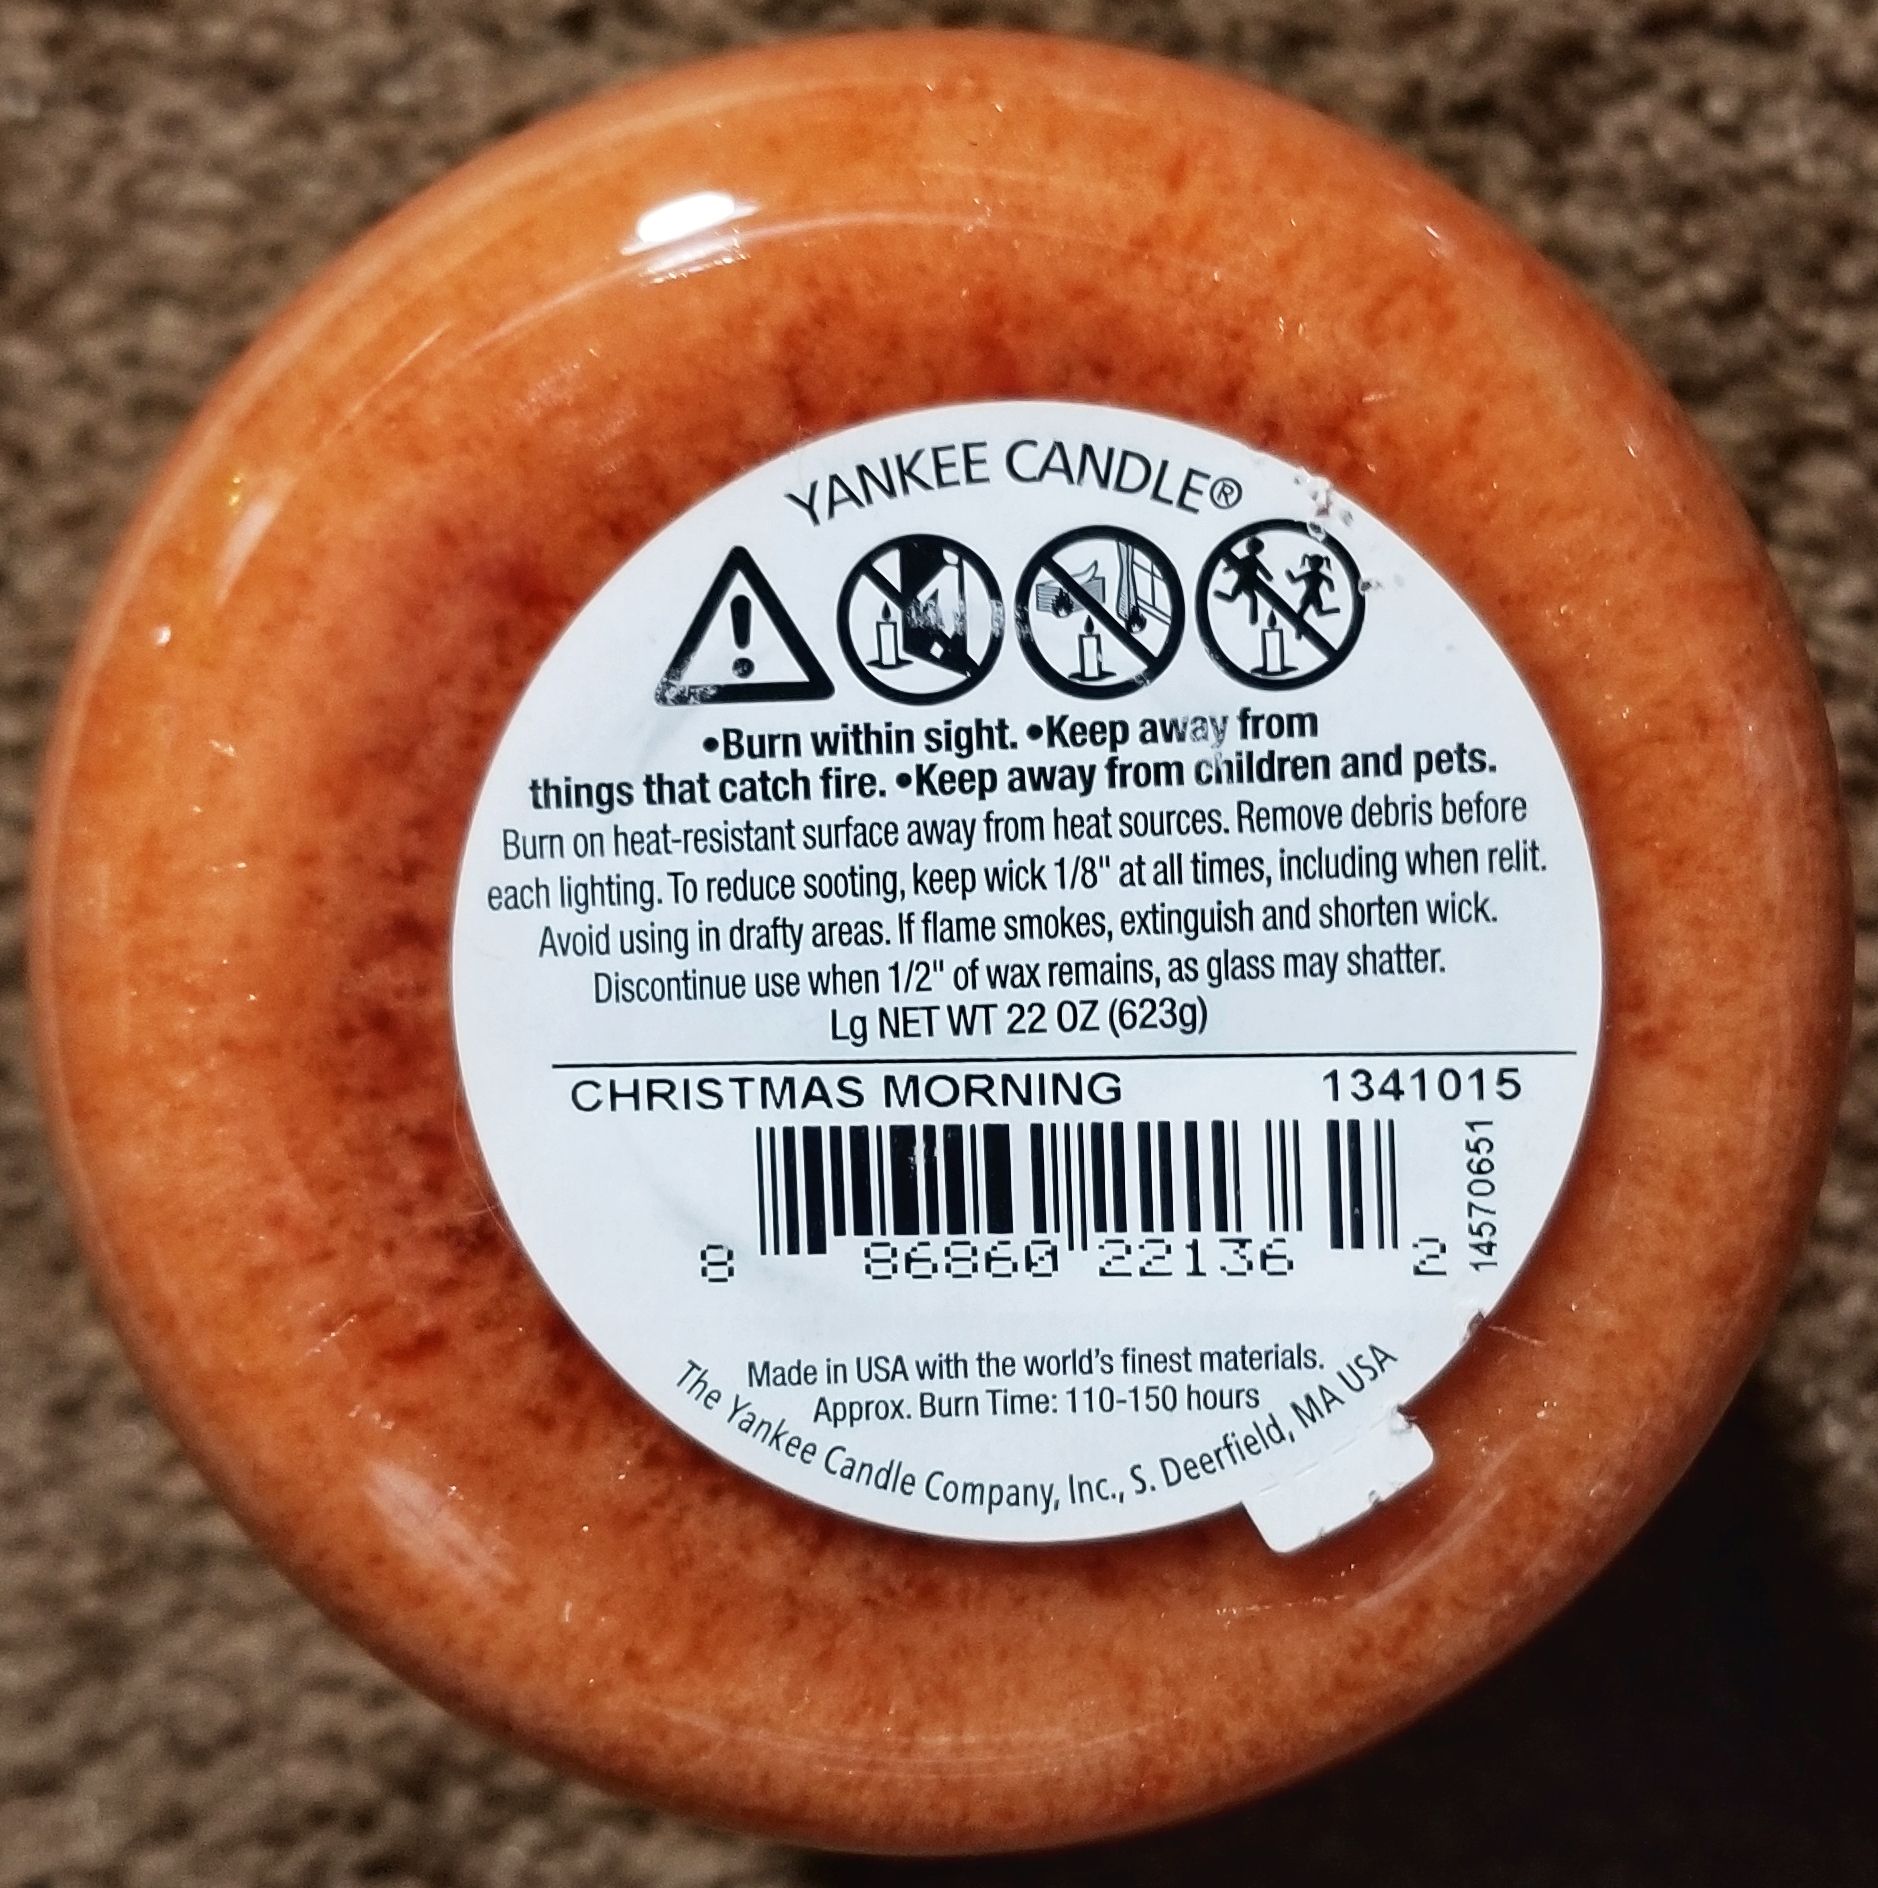 YANKEE CANDLE®
•Burn within sight. •Keep away from
things that catch fire. •Keep away from children and pets.
Burn on heat-resistant surface away from heat sources. Remove debris before
each lighting. To reduce sooting, keep wick 1/8" at all times, including when relit.
Avoid using in drafty areas. If flame smokes, extinguish and shorten wick.
Discontinue use when 1/2" of wax remains, as glass may shatter.
Lg NET WT 22 OZ (623g)
CHRISTMAS MORNING 1341015
8 86860 22136 2
14570651
Made in USA with the world's finest materials.
Approx. Burn Time: 110-150 hours
The Yankee Candle Company, Inc., S. Deerfield, MA USA